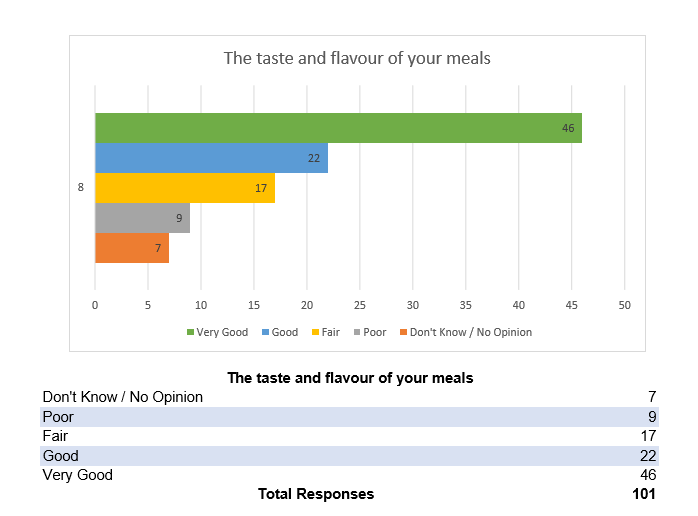 The taste and flavour of your meals
46
22
8
17
9
7
0 5 10 15 20 25 30 35 40 45 50
Very Good Good Fair Poor Don't Know / No Opinion
The taste and flavour of your meals
Don't Know / No Opinion 7
Poor 9
Fair 17
Good 22
Very Good 46
Total Responses 101